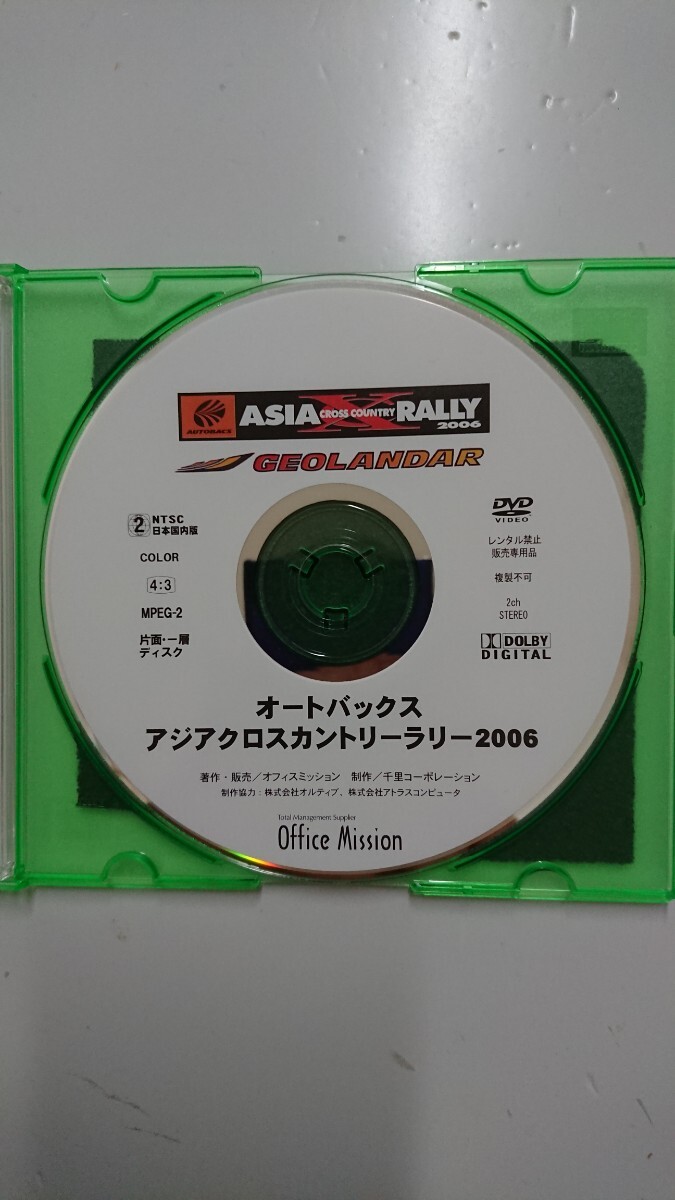 AUTOBACS
ASIA CROSS COUNTRY RALLY
2006
GEOLANDAR
2 NTSC
日本国内版
COLOR
4:3
MPEG-2
片面・一層
ディスク
DVD
VIDEO
レンタル禁止
販売専用品
複製不可
2ch
STEREO
DOLBY
DIGITAL
オートバックス
アジアクロスカントリーラリー2006
著作・販売／オフィスミッション 制作／千里コーポレーション
制作協力：株式会社オルティブ、株式会社アトラスコンピュータ
Total Management Supplier
Office Mission